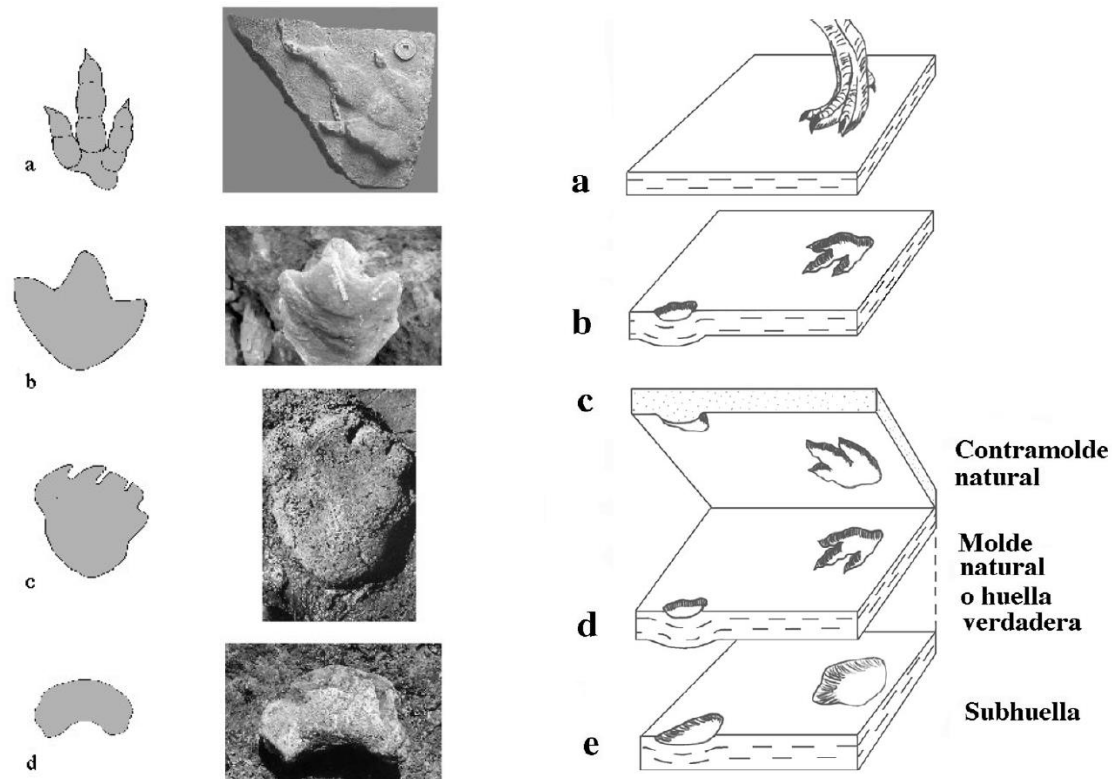 a
b
c
d
a
b
c
Contramolde
natural
Molde
natural
o huella
verdadera
d
Subhuella
e